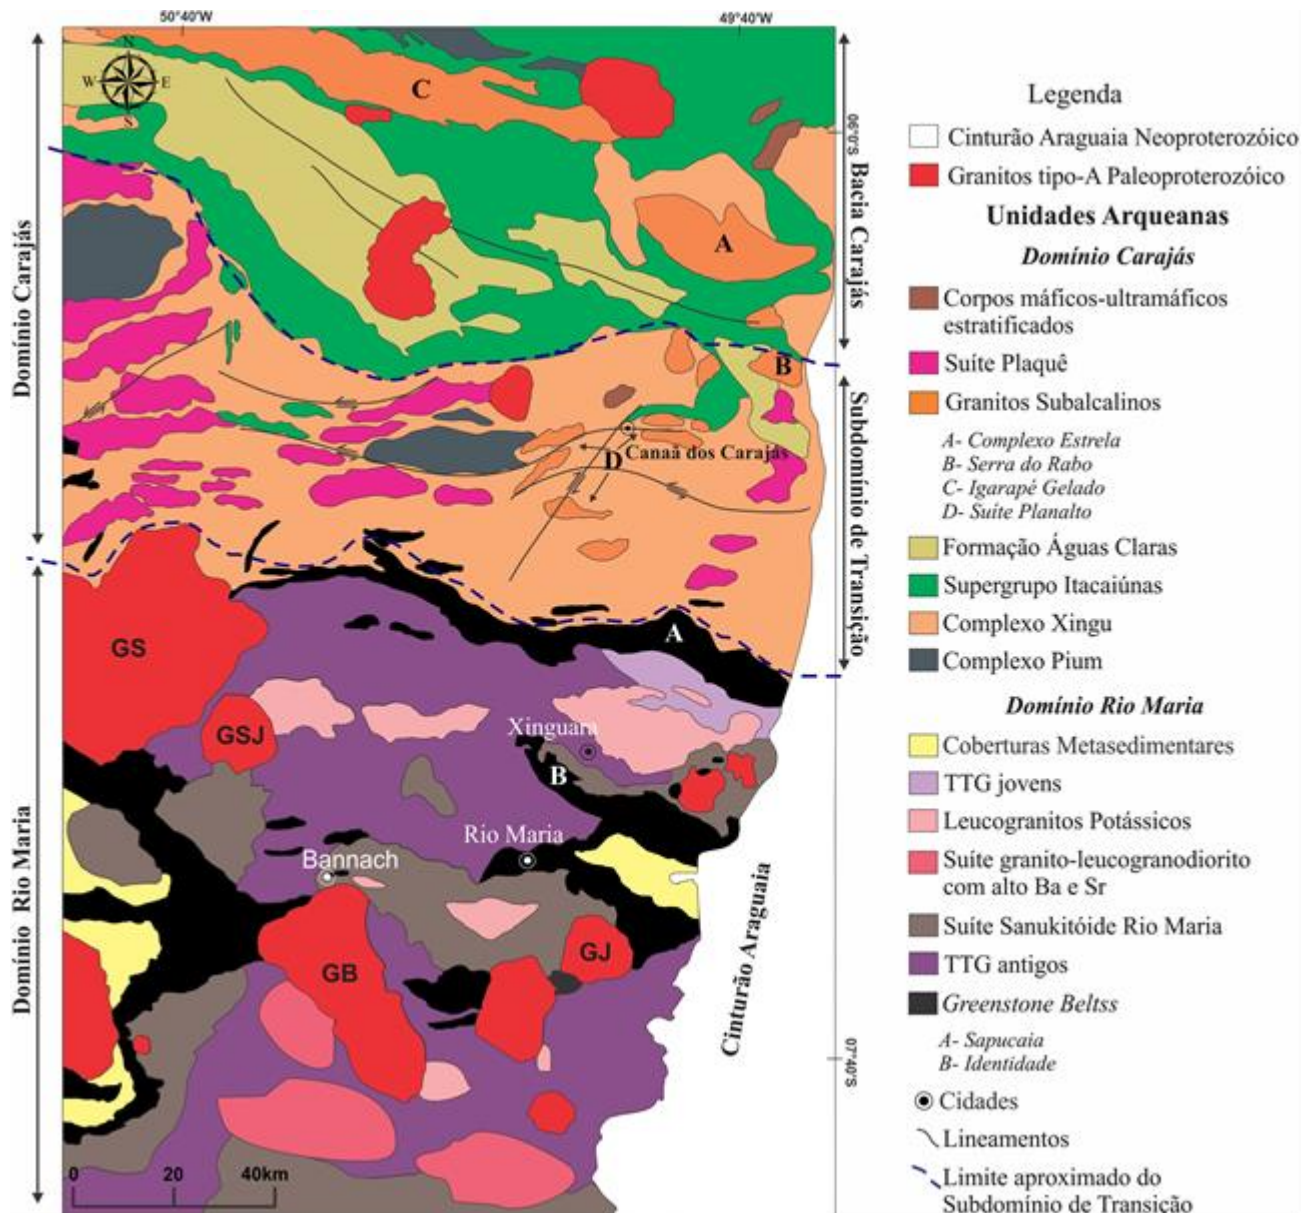 50°40'W
49°40'W
N
W
E
S
C
06°0'S
A
B
Domínio Carajás
Bacia Carajás
Canaã dos Carajás
D
Subdomínio de Transição
A
GS
GSJ
Xinguara
B
Rio Maria
Bannach
GB
GJ
Domínio Rio Maria
Cinturão Araguaia
07°40'S
0
20
40km
Legenda
Cinturão Araguaia Neoproterozóico
Granitos tipo-A Paleoproterozóico
Unidades Arqueanas
Domínio Carajás
Corpos máficos-ultramáficos
estratificados
Suíte Plaquê
Granitos Subalcalinos
A- Complexo Estrela
B- Serra do Rabo
C- Igarapé Gelado
D- Suíte Planalto
Formação Águas Claras
Supergrupo Itacaiúnas
Complexo Xingu
Complexo Pium
Domínio Rio Maria
Coberturas Metasedimentares
TTG jovens
Leucogranitos Potássicos
Suíte granito-leucogranodiorito
com alto Ba e Sr
Suíte Sanukitóide Rio Maria
TTG antigos
Greenstone Beltss
A- Sapucaia
B- Identidade
Cidades
Lineamentos
Limite aproximado do
Subdomínio de Transição